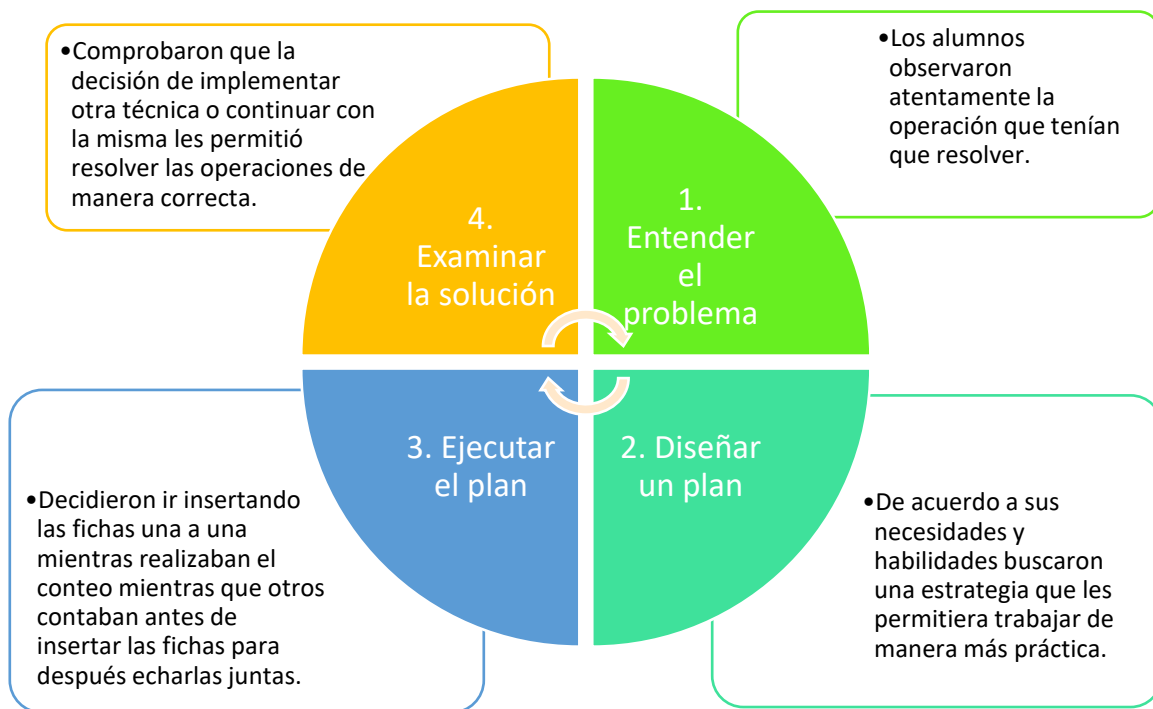 •Comprobaron que la
decisión de implementar
otra técnica o continuar con
la misma les permitió
resolver las operaciones de
manera correcta.
•Los alumnos
observaron
atentamente la
operación que tenían
que resolver.
4.
Examinar
la solución
1.
Entender
el
problema
3. Ejecutar
el plan
2. Diseñar
un plan
•Decidieron ir insertando
las fichas una a una
mientras realizaban el
conteo mientras que otros
contaban antes de
insertar las fichas para
después echarlas juntas.
•De acuerdo a sus
necesidades y
habilidades buscaron
una estrategia que les
permitiera trabajar de
manera más práctica.